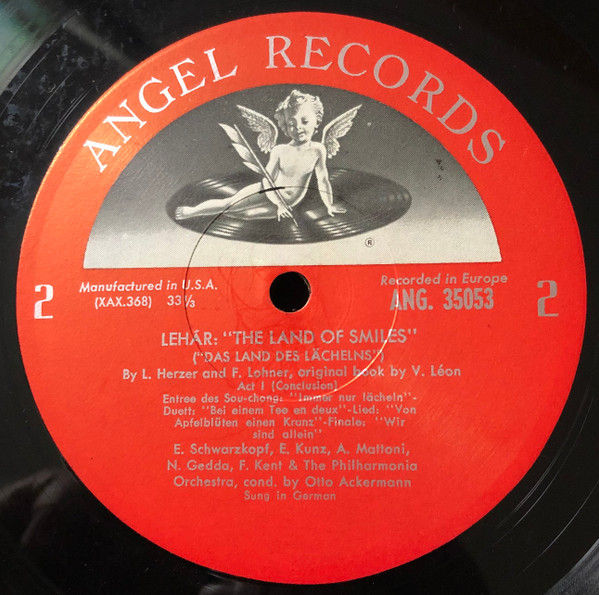 ANGEL RECORDS
®
2
2
Manufactured in U.S.A.
(XAX.368) 33⅓
Recorded in Europe
ANG. 35053
LEHÁR: "THE LAND OF SMILES"
("DAS LAND DES LÄCHELNS")
By L. Herzer and F. Lohner, original book by V. Léon
Act I (Conclusion)
Entree des Sou-chong: "Immer nur lächeln"-
Duett: "Bei einem Tee en deux"-Lied: "Von
Apfelblüten einen Kranz"-Finale: "Wir
sind allein"
E. Schwarzkopf, E. Kunz, A. Mattoni,
N. Gedda, F. Kent & The Philharmonia
Orchestra, cond. by Otto Ackermann
Sung in German